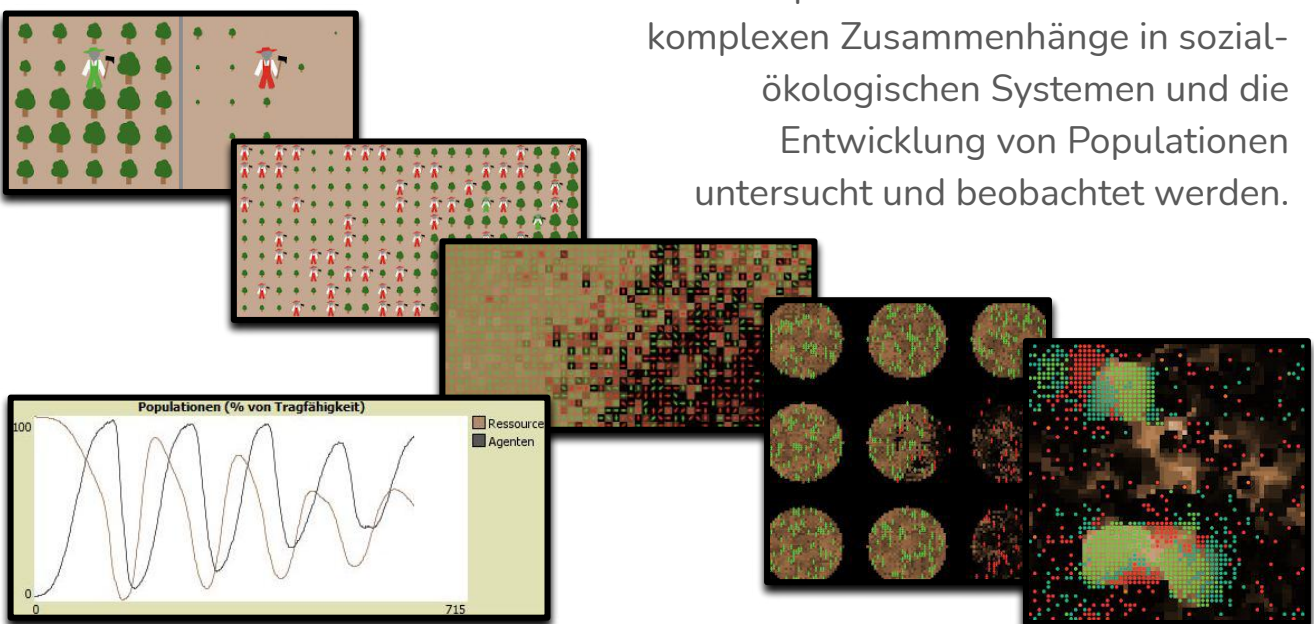 komplexen Zusammenhänge in sozial-
ökologischen Systemen und die
Entwicklung von Populationen
untersucht und beobachtet werden.
Populationen (% von Tragfähigkeit)
100
0
0
715
Ressource
Agenten